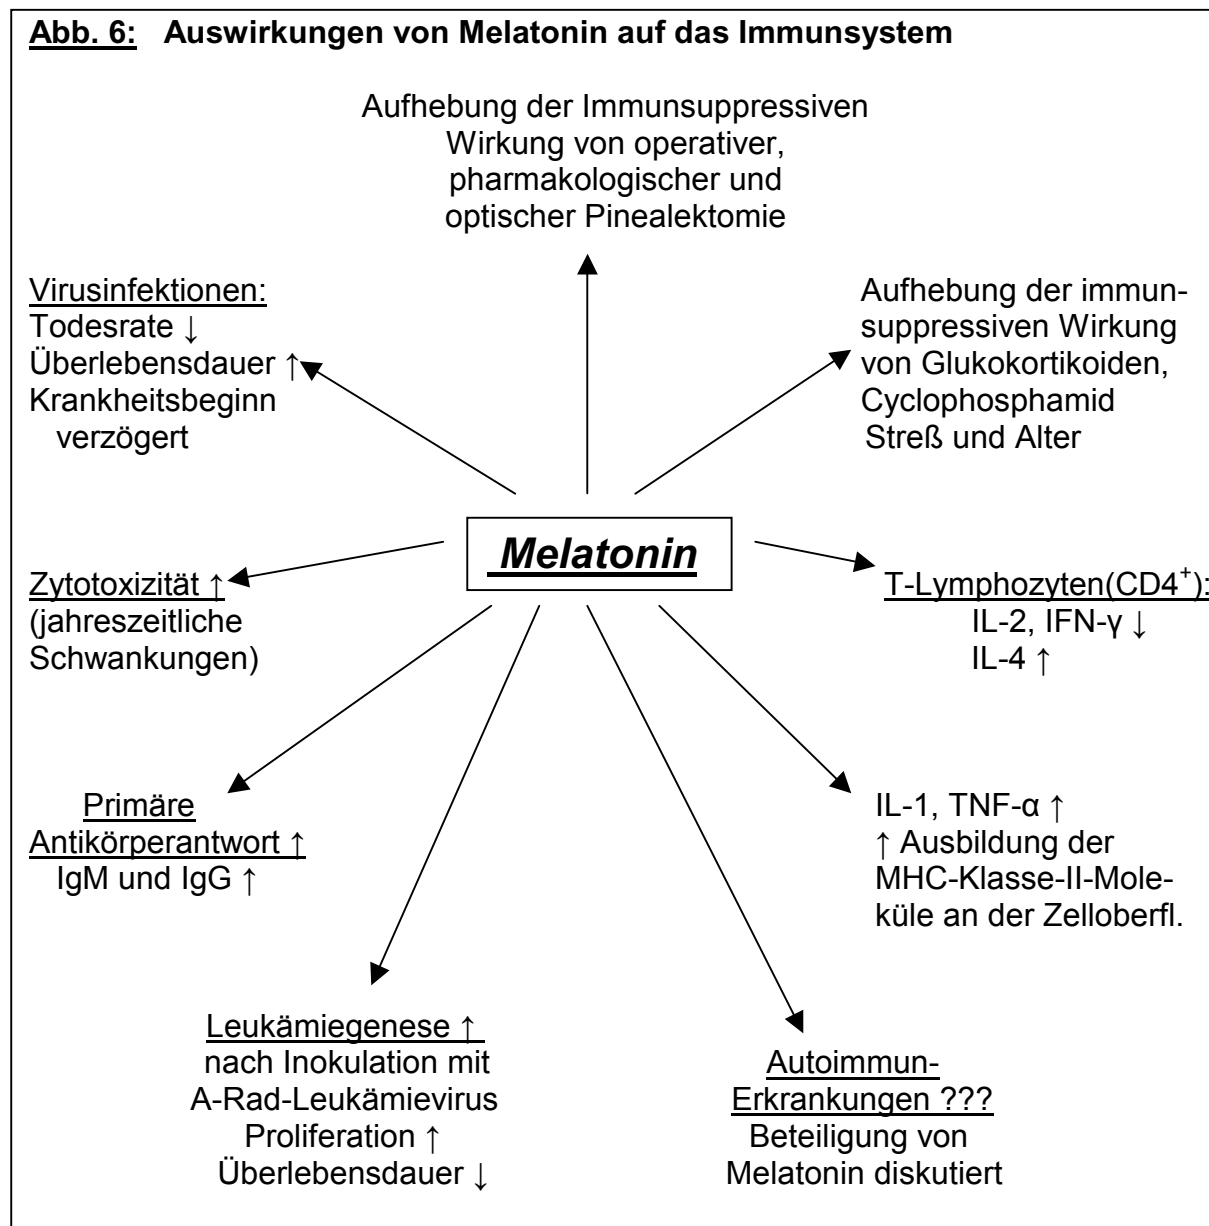 Abb. 6: Auswirkungen von Melatonin auf das Immunsystem
Aufhebung der Immunsuppressiven
Wirkung von operativer,
pharmakologischer und
optischer Pinealektomie
Virusinfektionen:
Todesrate ↓
Überlebensdauer ↑
Krankheitsbeginn
verzögert
Aufhebung der immun-
suppressiven Wirkung
von Glukokortikoiden,
Cyclophosphamid
Streß und Alter
Melatonin
Zytotoxizität ↑
(jahreszeitliche
Schwankungen)
T-Lymphozyten(CD4⁺):
IL-2, IFN-γ ↓
IL-4 ↑
Primäre
Antikörperantwort ↑
IgM und IgG ↑
IL-1, TNF-α ↑
↑ Ausbildung der
MHC-Klasse-II-Mole-
küle an der Zelloberfl.
Leukämiegenese ↑
nach Inokulation mit
A-Rad-Leukämievirus
Proliferation ↑
Überlebensdauer ↓
Autoimmun-
Erkrankungen ???
Beteiligung von
Melatonin diskutiert